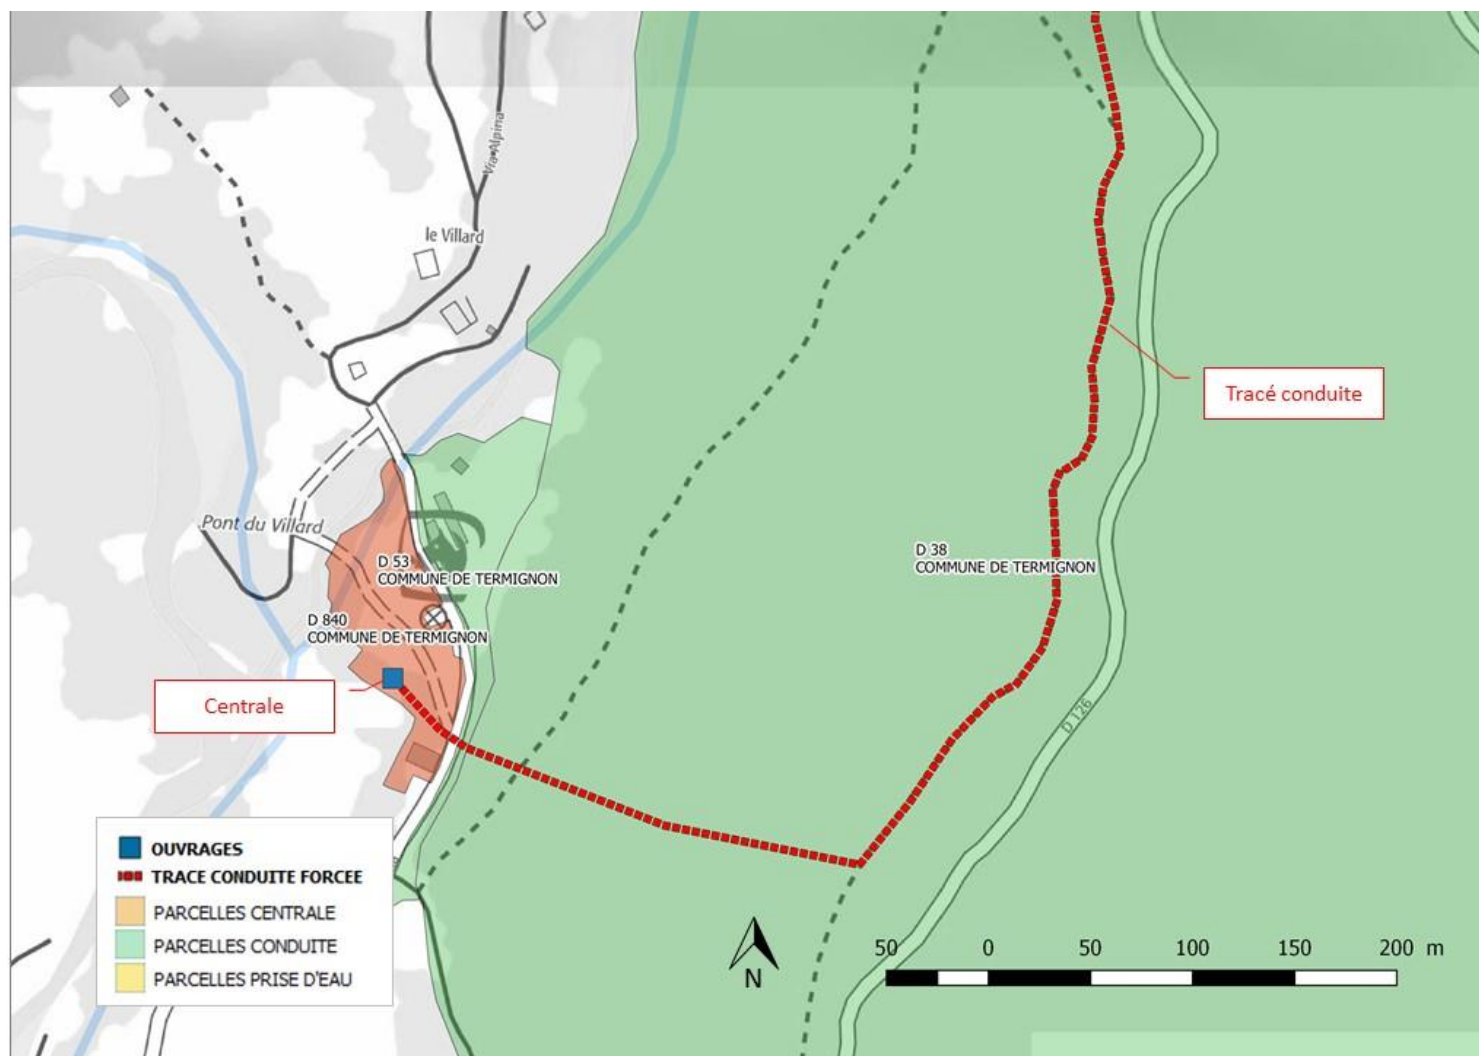 Via Alpina
le Villard
Tracé conduite
Pont du Villard
D 53
COMMUNE DE TERMIGNON
D 38
COMMUNE DE TERMIGNON
D 840
COMMUNE DE TERMIGNON
Centrale
D 126
OUVRAGES
TRACE CONDUITE FORCEE
PARCELLES CENTRALE
PARCELLES CONDUITE
PARCELLES PRISE D'EAU
N
50 0 50 100 150 200 m